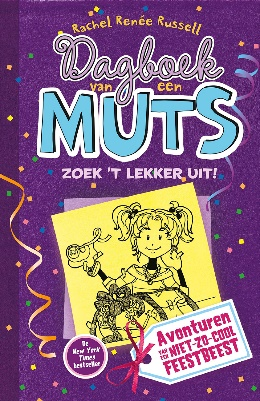 Rachel Renée Russell
Dagboek
van een
MUTS
ZOEK 'T LEKKER UIT!
De
New York
Times
bestseller
Avonturen
VAN EEN
NIET-ZO-COOL
FEESTBEEST